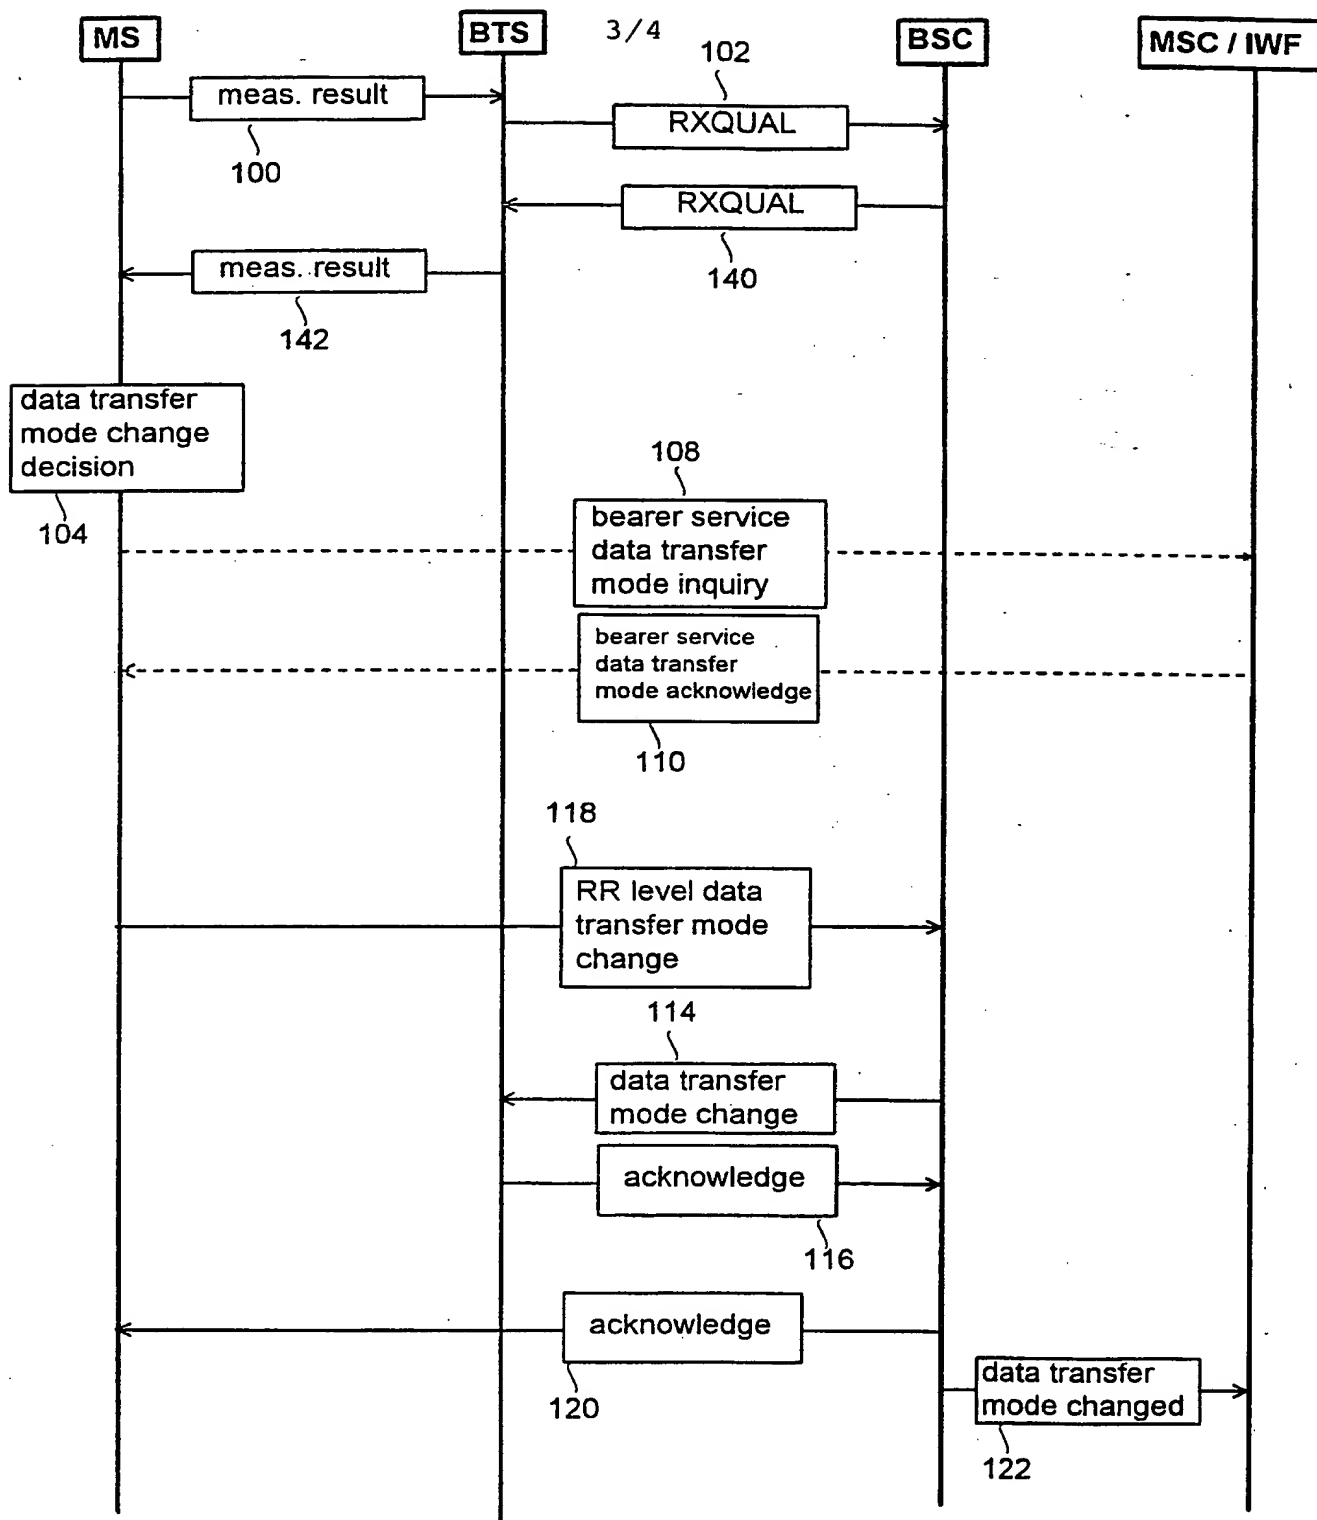 MS
BTS
3/4
BSC
MSC / IWF
102
meas. result
RXQUAL
100
RXQUAL
140
meas. result
142
data transfer
mode change
decision
104
108
bearer service
data transfer
mode inquiry
bearer service
data transfer
mode acknowledge
110
118
RR level data
transfer mode
change
114
data transfer
mode change
acknowledge
116
acknowledge
120
data transfer
mode changed
122